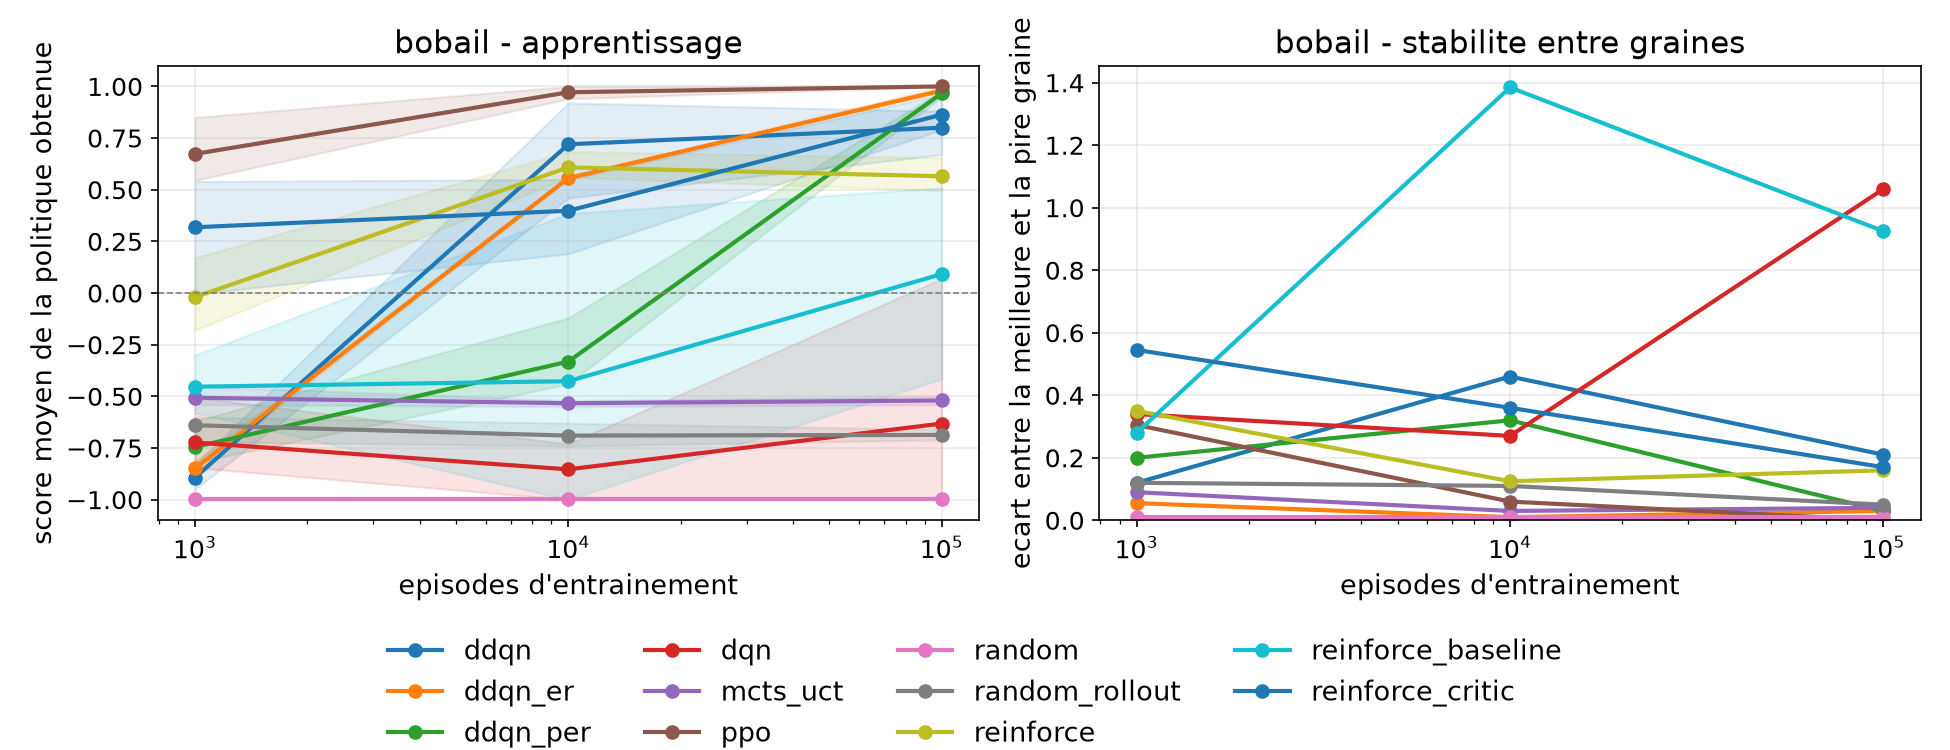 bobail - apprentissage
score moyen de la politique obtenue
1.00
0.75
0.50
0.25
0.00
−0.25
−0.50
−0.75
−1.00
10³ 10⁴ 10⁵
episodes d'entrainement
bobail - stabilite entre graines
ecart entre la meilleure et la pire graine
1.4
1.2
1.0
0.8
0.6
0.4
0.2
0.0
10³ 10⁴ 10⁵
episodes d'entrainement
ddqn dqn random reinforce_baseline
ddqn_er mcts_uct random_rollout reinforce_critic
ddqn_per ppo reinforce